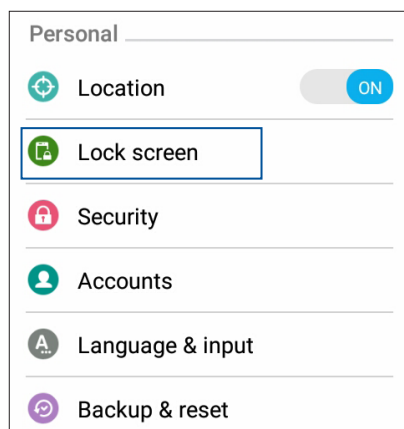 Personal
Location ON
Lock screen
Security
Accounts
A...
Language & input
Backup & reset